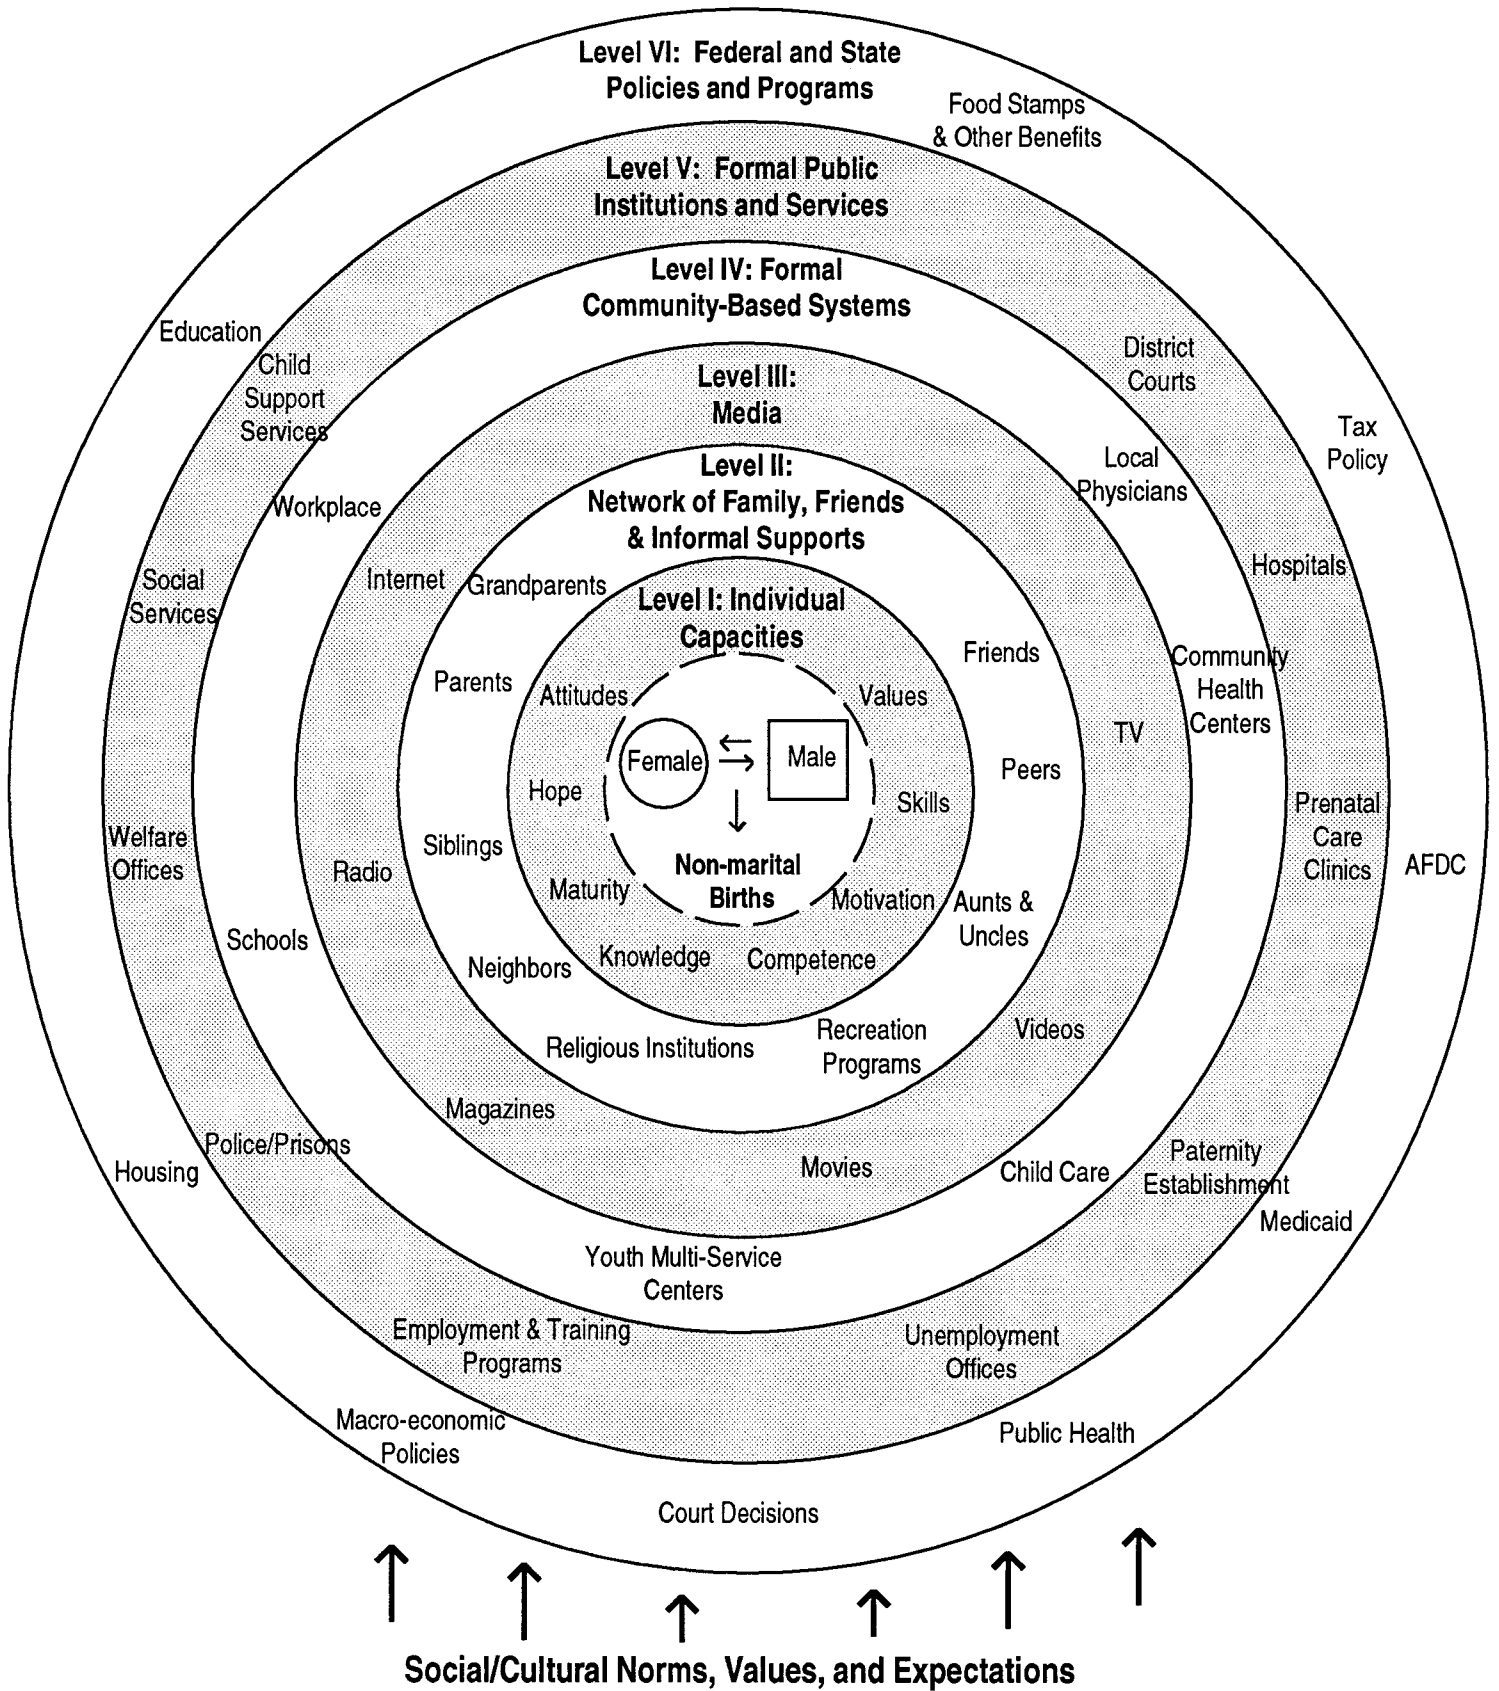 Level VI:  Federal and State
Policies and Programs
Food Stamps
& Other Benefits
Level V:  Formal Public
Institutions and Services
Level IV: Formal
Community-Based Systems
Education
Child
Support
Services
District
Courts
Level III:
Media
Tax
Policy
Level II:
Network of Family, Friends
& Informal Supports
Local
Physicians
Workplace
Internet
Grandparents
Hospitals
Social
Services
Level I: Individual
Capacities
Friends
Community
Health
Centers
Parents
Attitudes
Values
TV
Female
Male
Peers
Hope
Skills
Prenatal
Care
Clinics
Welfare
Offices
Siblings
Radio
Non-marital
Births
AFDC
Maturity
Motivation
Aunts &
Uncles
Schools
Neighbors
Knowledge
Competence
Religious Institutions
Recreation
Programs
Videos
Magazines
Police/Prisons
Housing
Movies
Child Care
Paternity
Establishment
Medicaid
Youth Multi-Service
Centers
Employment & Training
Programs
Unemployment
Offices
Macro-economic
Policies
Public Health
Court Decisions
Social/Cultural Norms, Values, and Expectations